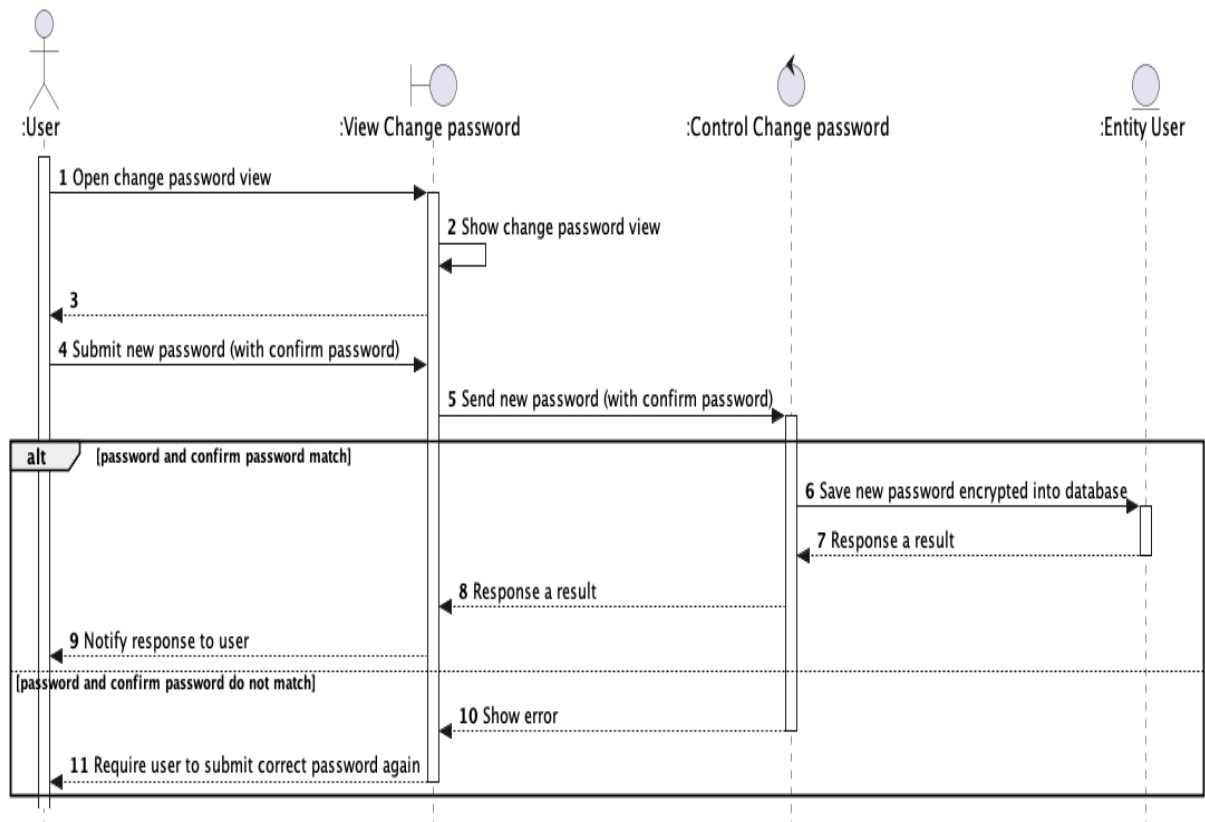 :User
:View Change password
:Control Change password
:Entity User
1 Open change password view
2 Show change password view
3
4 Submit new password (with confirm password)
5 Send new password (with confirm password)
alt [password and confirm password match]
6 Save new password encrypted into database
7 Response a result
8 Response a result
9 Notify response to user
[password and confirm password do not match]
10 Show error
11 Require user to submit correct password again